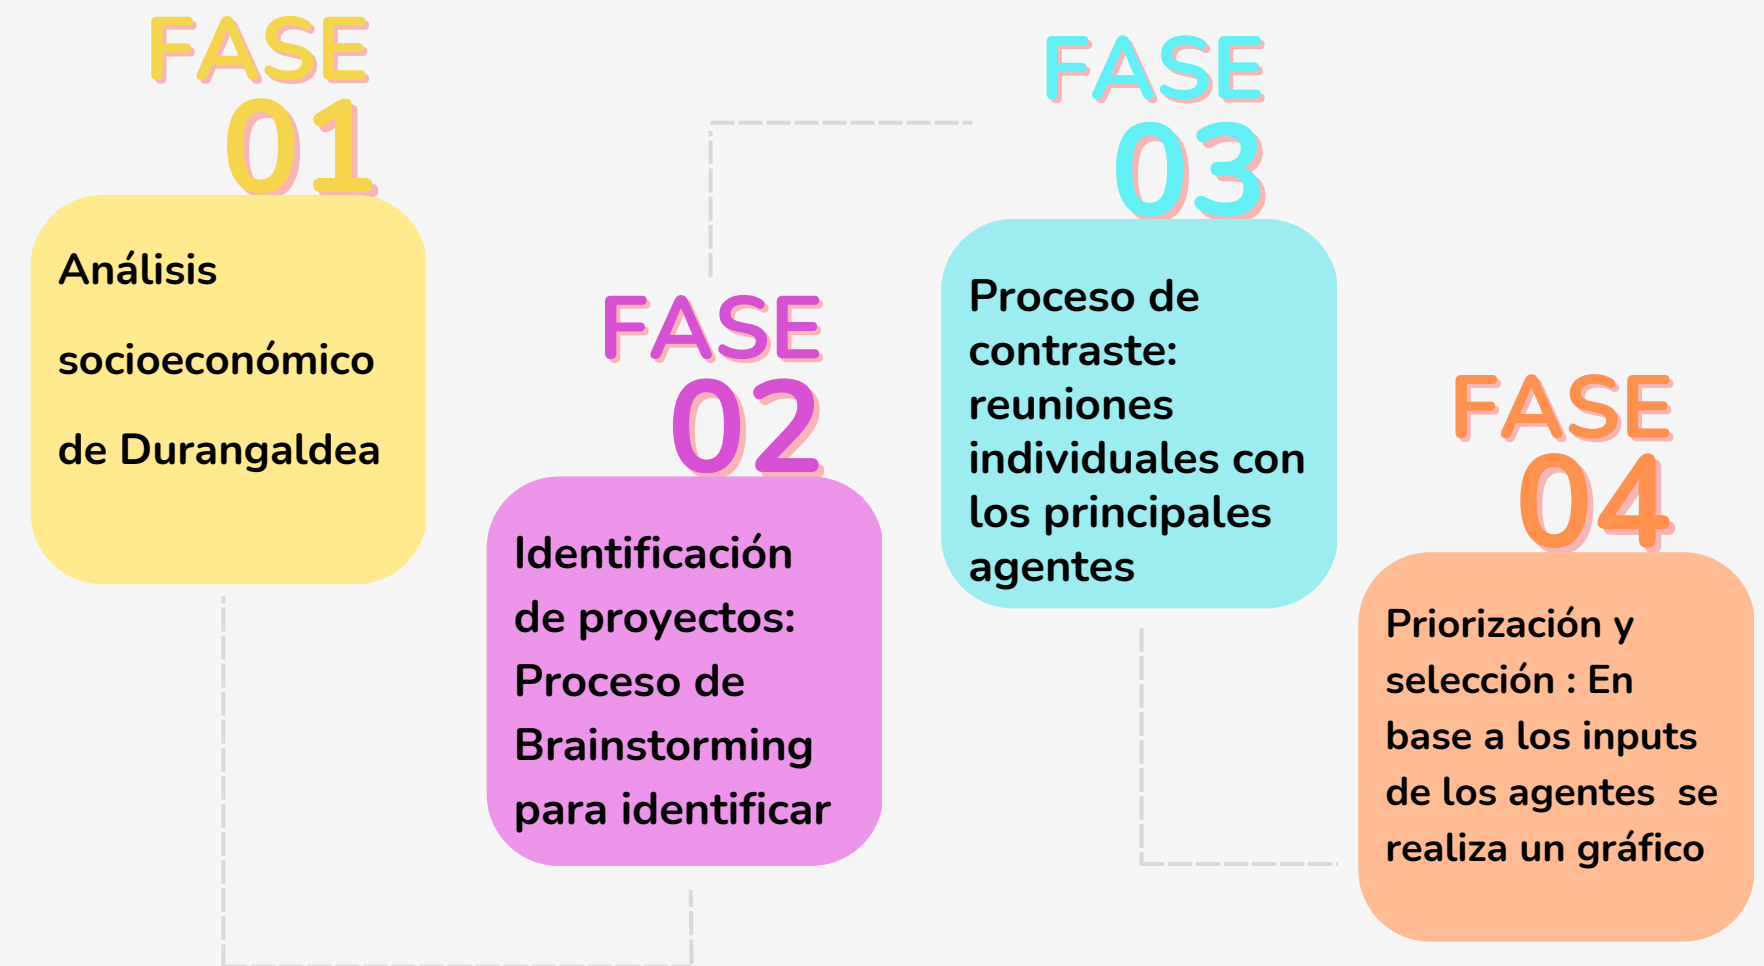 FASE
01
Análisis
socioeconómico
de Durangaldea
FASE
02
Identificación
de proyectos:
Proceso de
Brainstorming
para identificar
FASE
03
Proceso de
contraste:
reuniones
individuales con
los principales
agentes
FASE
04
Priorización y
selección : En
base a los inputs
de los agentes  se
realiza un gráfico